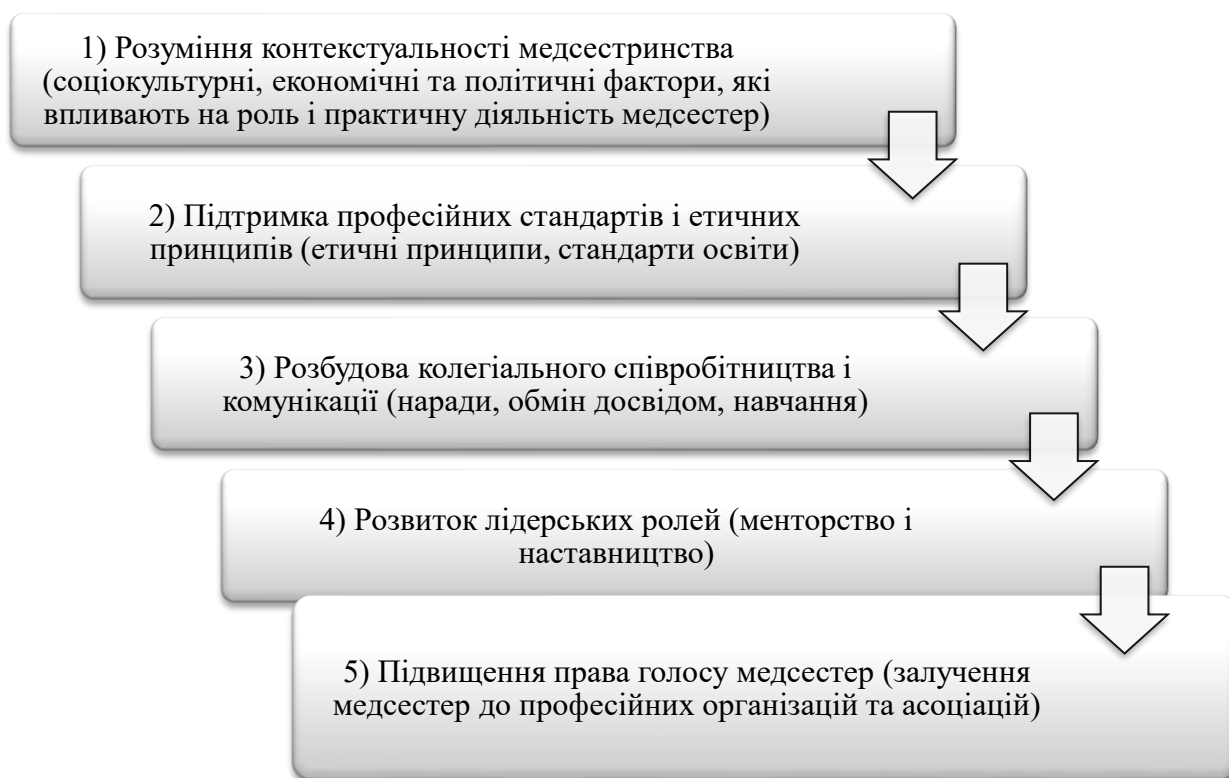 1) Розуміння контекстуальності медсестринства
(соціокультурні, економічні та політичні фактори, які
впливають на роль і практичну діяльність медсестер)
2) Підтримка професійних стандартів і етичних
принципів (етичні принципи, стандарти освіти)
3) Розбудова колегіального співробітництва і
комунікації (наради, обмін досвідом, навчання)
4) Розвиток лідерських ролей (менторство і
наставництво)
5) Підвищення права голосу медсестер (залучення
медсестер до професійних організацій та асоціацій)